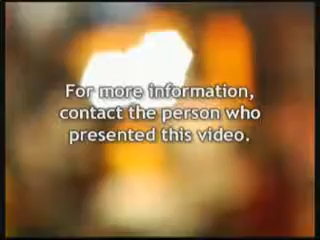 For more information,
contact the person who
presented this video.